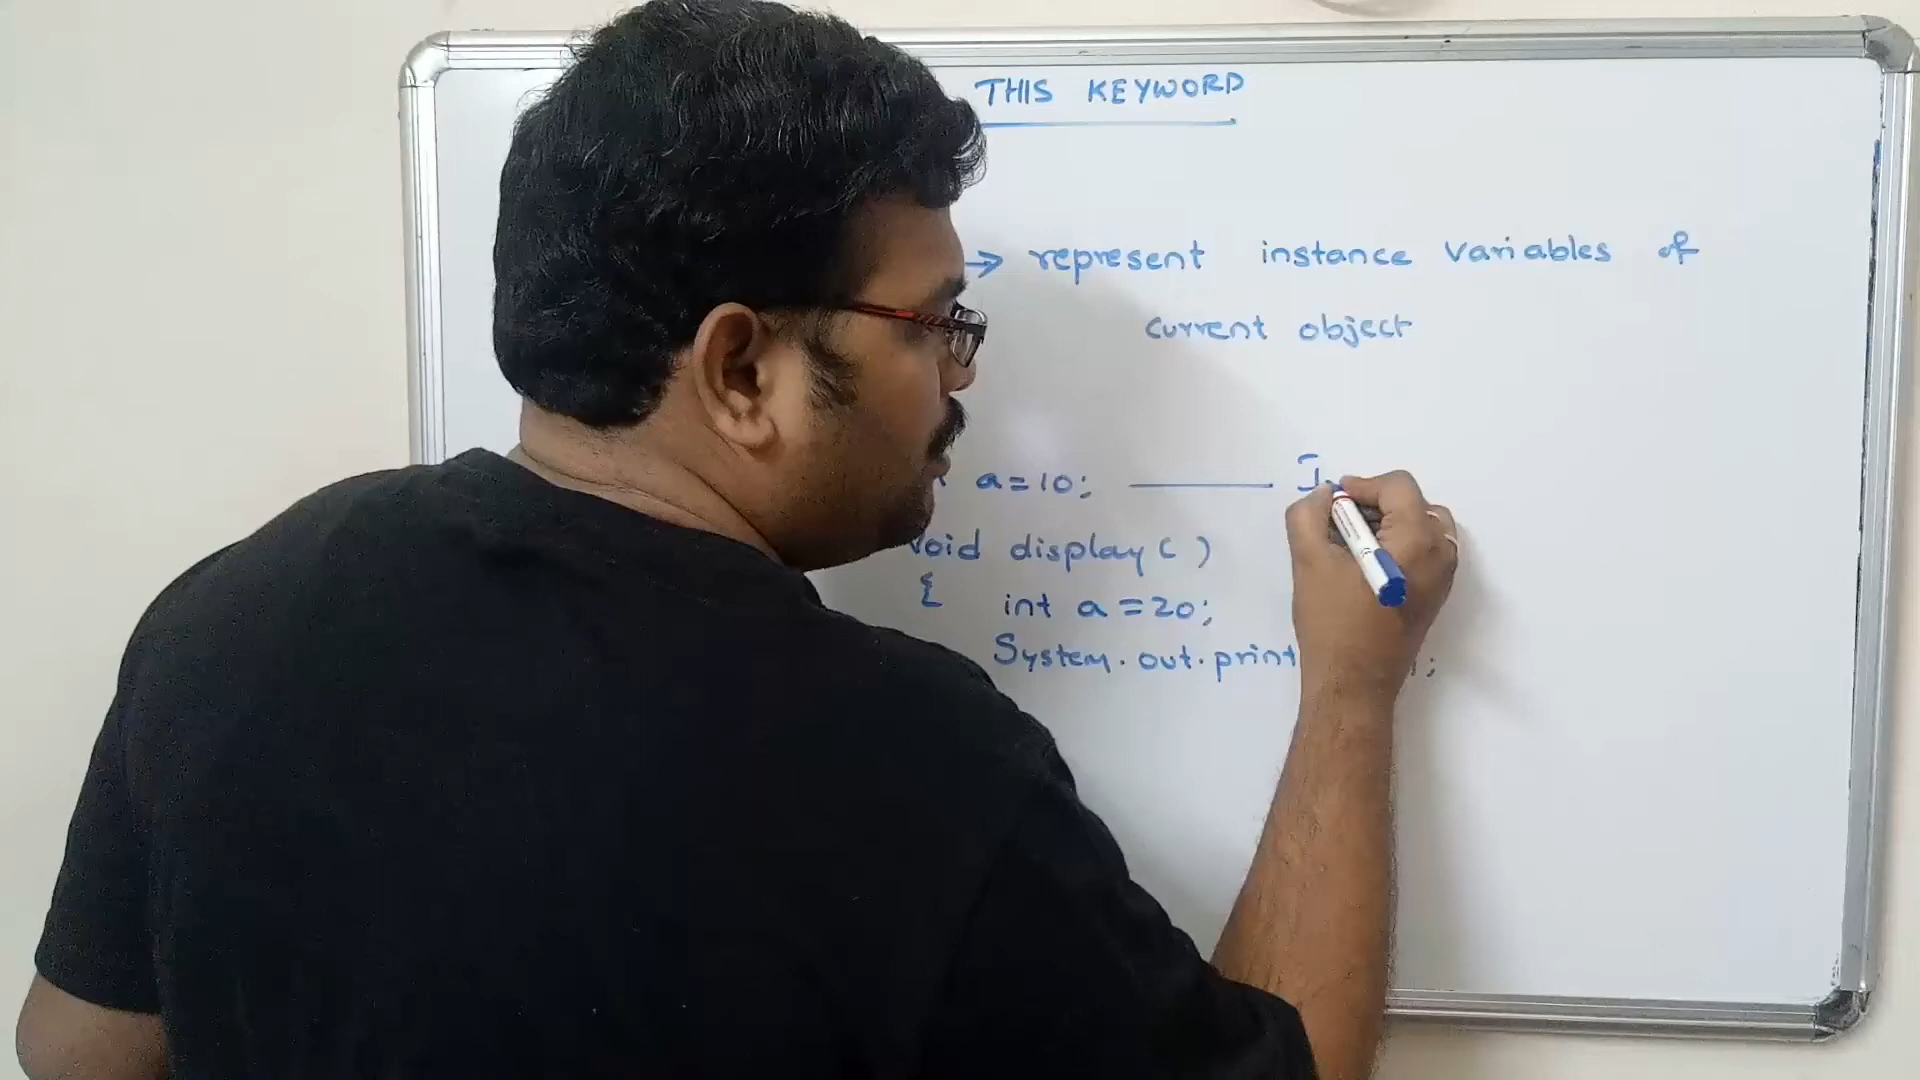 THIS KEYWORD
→ represent instance variables of
current object
a=10; ——— I
void display( )
{ int a=20;
System.out.print ;